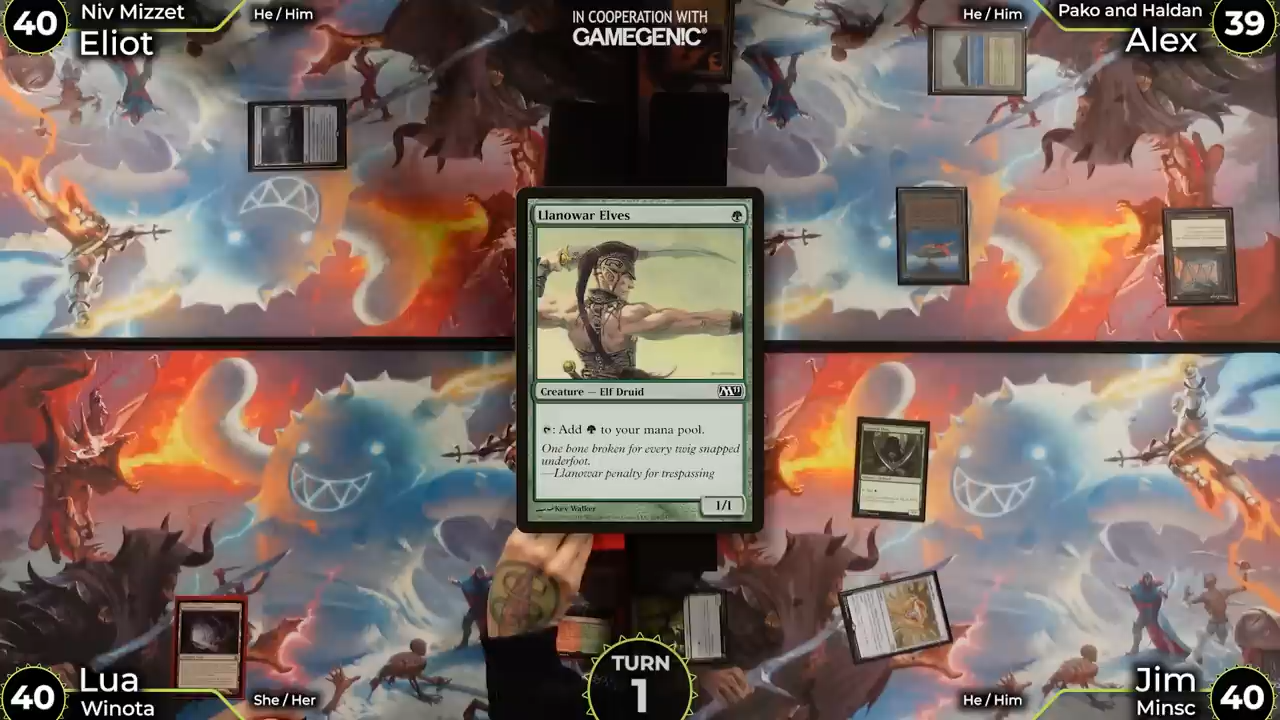 40
Niv Mizzet
Eliot
He / Him
IN COOPERATION WITH
GAMEGEN!C
He / Him
Pako and Haldan
Alex
39
Llanowar Elves
Creature — Elf Druid
M11
: Add to your mana pool.
One bone broken for every twig snapped
underfoot.
—Llanowar penalty for trespassing
1/1
Kev Walker
40
Lua
Winota
She / Her
TURN
1
He / Him
Jim
Minsc
40